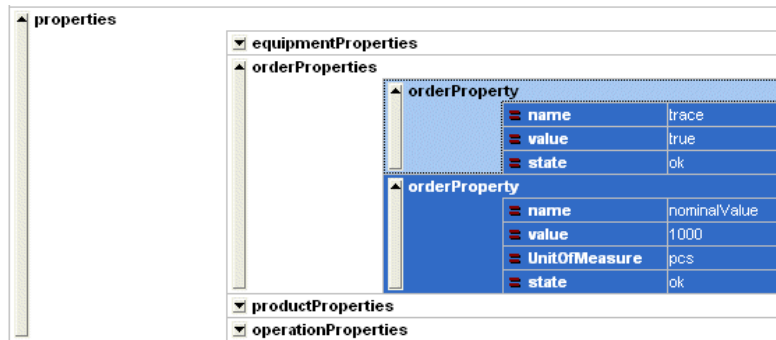 properties
equipmentProperties
orderProperties
orderProperty
= name trace
= value true
= state ok
orderProperty
= name nominalValue
= value 1000
= UnitOfMeasure pcs
= state ok
productProperties
operationProperties